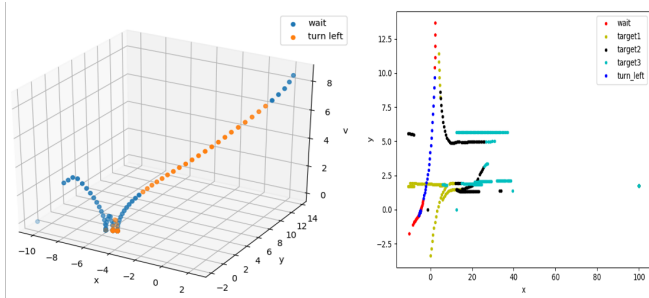 wait
turn left
8
6
4
2
0
v
14
12
10
8
6
4
2
0
−2
y
−10
−8
−6
−4
−2
0
2
x
wait
target1
target2
target3
turn_left
12.5
10.0
7.5
5.0
2.5
0.0
−2.5
y
0
20
40
60
80
100
x